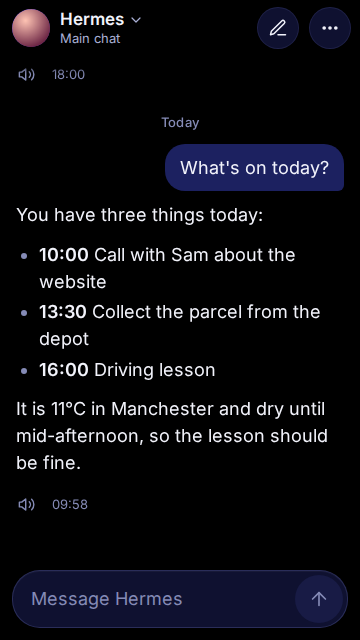 Hermes
Main chat
18:00
Today
What's on today?
You have three things today:
• 10:00 Call with Sam about the
website
• 13:30 Collect the parcel from the
depot
• 16:00 Driving lesson
It is 11°C in Manchester and dry until
mid-afternoon, so the lesson should
be fine.
09:58
Message Hermes